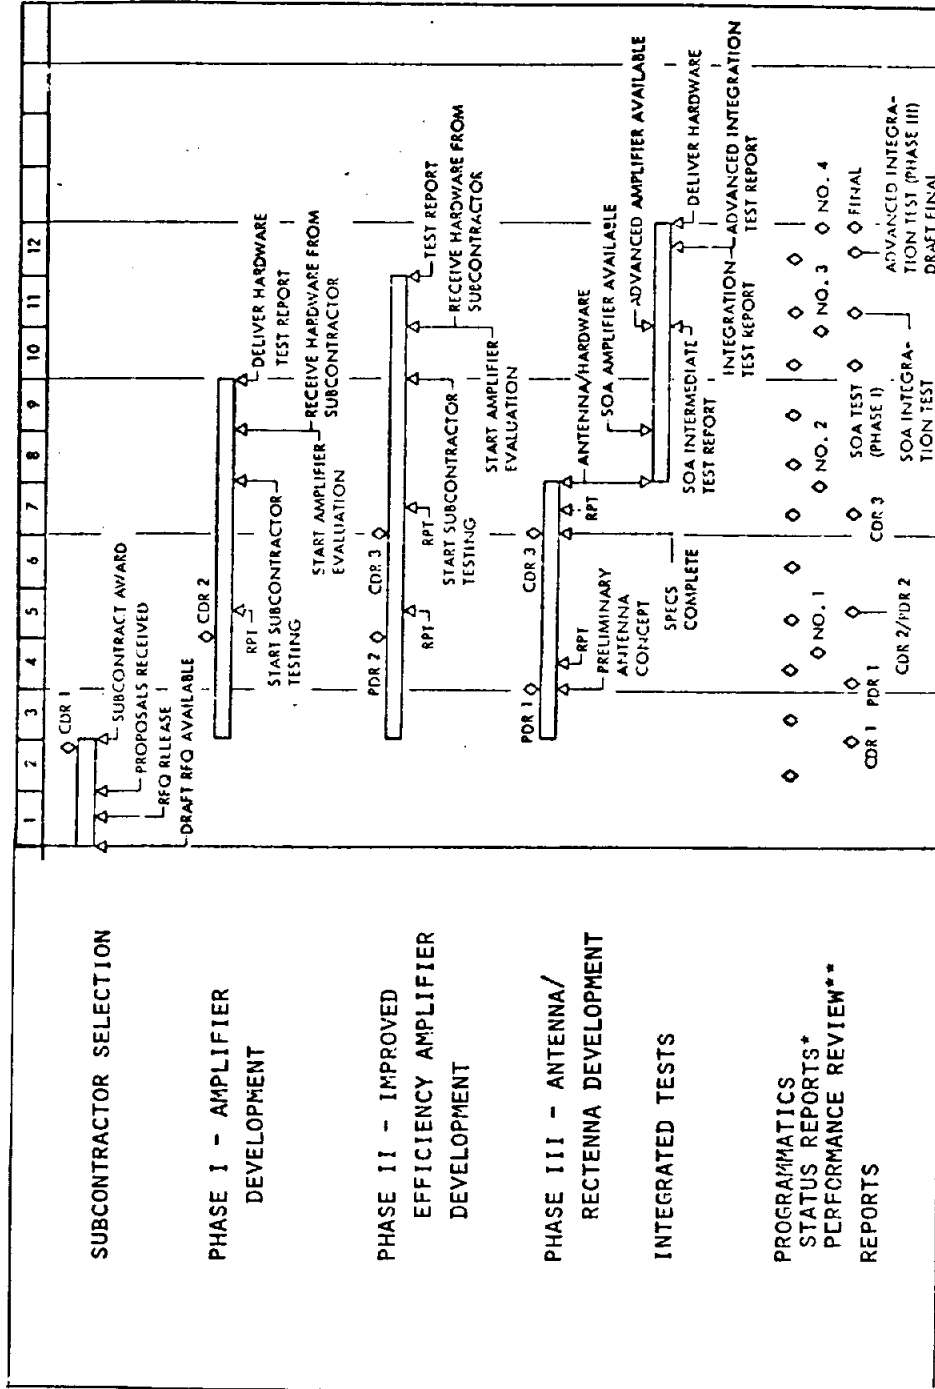 1 2 3 4 5 6 7 8 9 10 11 12
SUBCONTRACTOR SELECTION
CDR 1
SUBCONTRACT AWARD
PROPOSALS RECEIVED
RFQ RELEASE
DRAFT RFQ AVAILABLE
PHASE I - AMPLIFIER
DEVELOPMENT
CDR 2
RPT
START SUBCONTRACTOR
TESTING
START AMPLIFIER
EVALUATION
RECEIVE HARDWARE FROM
SUBCONTRACTOR
DELIVER HARDWARE
TEST REPORT
PHASE II - IMPROVED
EFFICIENCY AMPLIFIER
DEVELOPMENT
PDR 2
CDR 3
RPT
RPT
START SUBCONTRACTOR
TESTING
START AMPLIFIER
EVALUATION
RECEIVE HARDWARE FROM
SUBCONTRACTOR
TEST REPORT
PHASE III - ANTENNA/
RECTENNA DEVELOPMENT
PDR 1
CDR 3
RPT
PRELIMINARY
ANTENNA
CONCEPT
RPT
SPECS
COMPLETE
ANTENNA/HARDWARE
INTEGRATED TESTS
SOA AMPLIFIER AVAILABLE
ADVANCED AMPLIFIER AVAILABLE
SOA INTERMEDIATE
TEST REPORT
INTEGRATION
TEST REPORT
DELIVER HARDWARE
ADVANCED INTEGRATION
TEST REPORT
PROGRAMMATICS
STATUS REPORTS*
PERFORMANCE REVIEW**
REPORTS
NO. 1
NO. 2
NO. 3
NO. 4
CDR 1
PDR 1
CDR 2/PDR 2
CDR 3
SOA TEST
(PHASE I)
SOA INTEGRA-
TION TEST
FINAL
ADVANCED INTEGRA-
TION TEST (PHASE III)
DRAFT FINAL